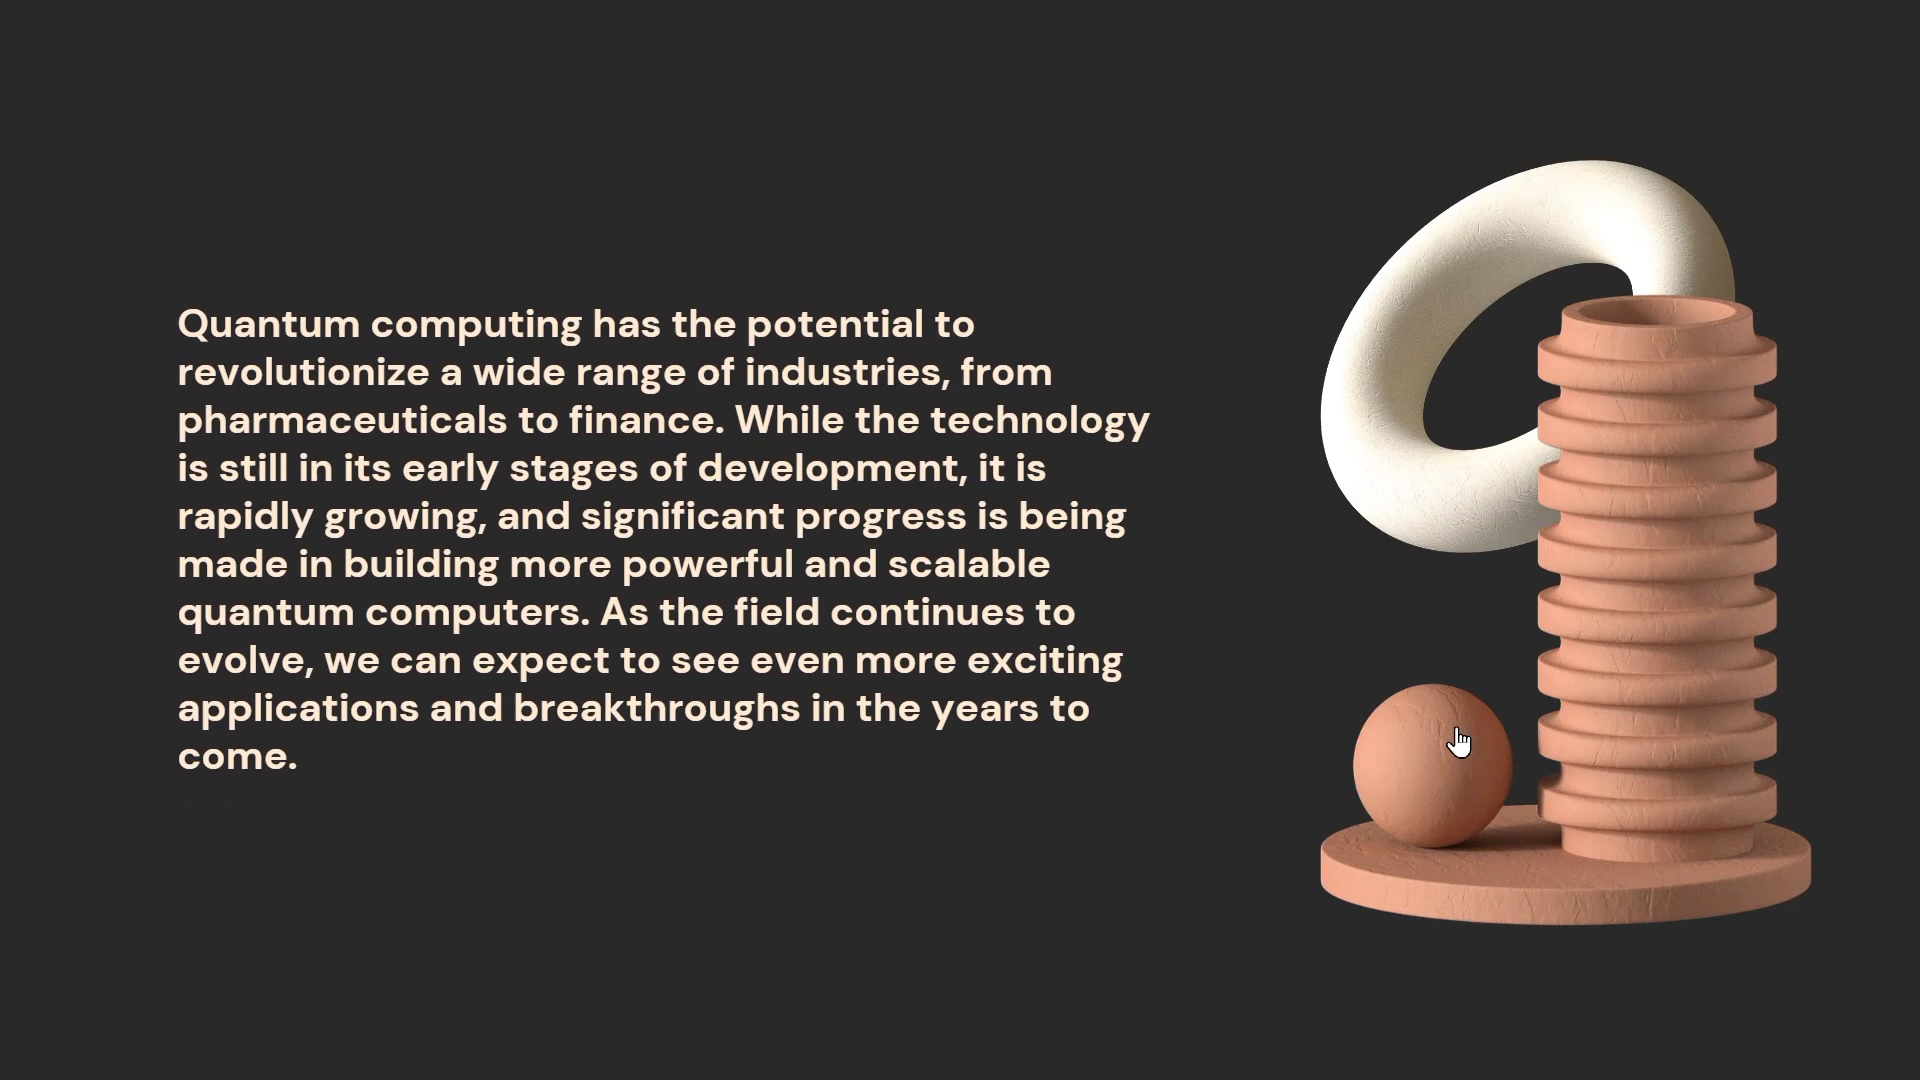 Quantum computing has the potential to
revolutionize a wide range of industries, from
pharmaceuticals to finance. While the technology
is still in its early stages of development, it is
rapidly growing, and significant progress is being
made in building more powerful and scalable
quantum computers. As the field continues to
evolve, we can expect to see even more exciting
applications and breakthroughs in the years to
come.